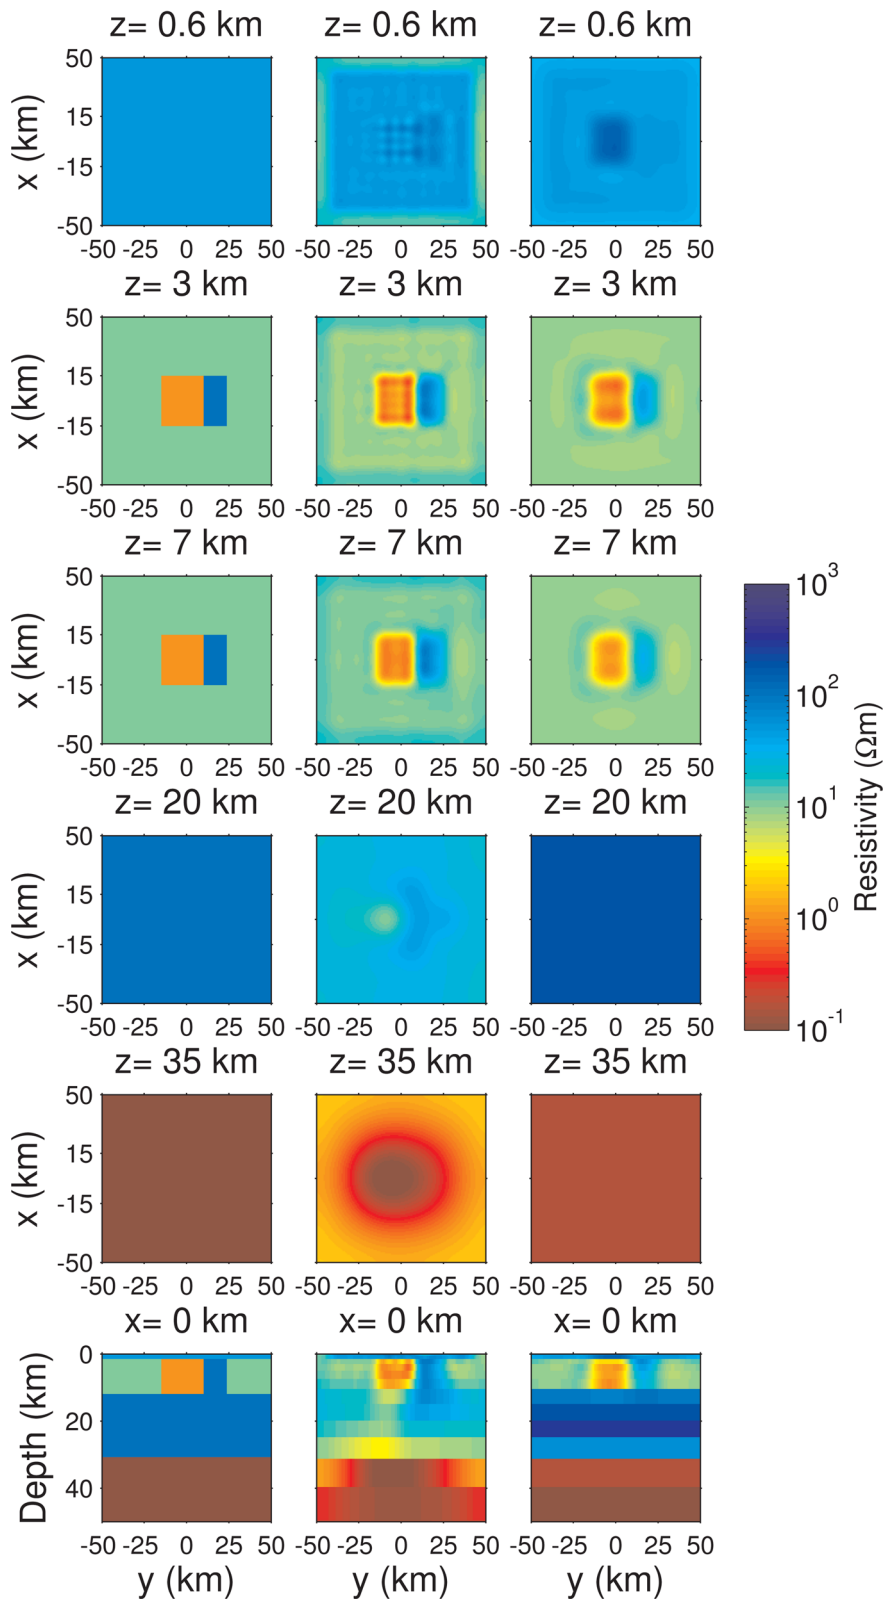 z= 0.6 km z= 0.6 km z= 0.6 km
50
15
-15
-50
x (km)
-50 -25 0 25 50 -50 -25 0 25 50 -50 -25 0 25 50
z= 3 km z= 3 km z= 3 km
50
15
-15
-50
x (km)
-50 -25 0 25 50 -50 -25 0 25 50 -50 -25 0 25 50
z= 7 km z= 7 km z= 7 km
50
15
-15
-50
x (km)
-50 -25 0 25 50 -50 -25 0 25 50 -50 -25 0 25 50
z= 20 km z= 20 km z= 20 km
50
15
-15
-50
x (km)
-50 -25 0 25 50 -50 -25 0 25 50 -50 -25 0 25 50
z= 35 km z= 35 km z= 35 km
50
15
-15
-50
x (km)
-50 -25 0 25 50 -50 -25 0 25 50 -50 -25 0 25 50
x= 0 km x= 0 km x= 0 km
0
20
40
Depth (km)
-50 -25 0 25 50 -50 -25 0 25 50 -50 -25 0 25 50
y (km) y (km) y (km)
10³
10²
10¹
10⁰
10⁻¹
Resistivity (Ωm)